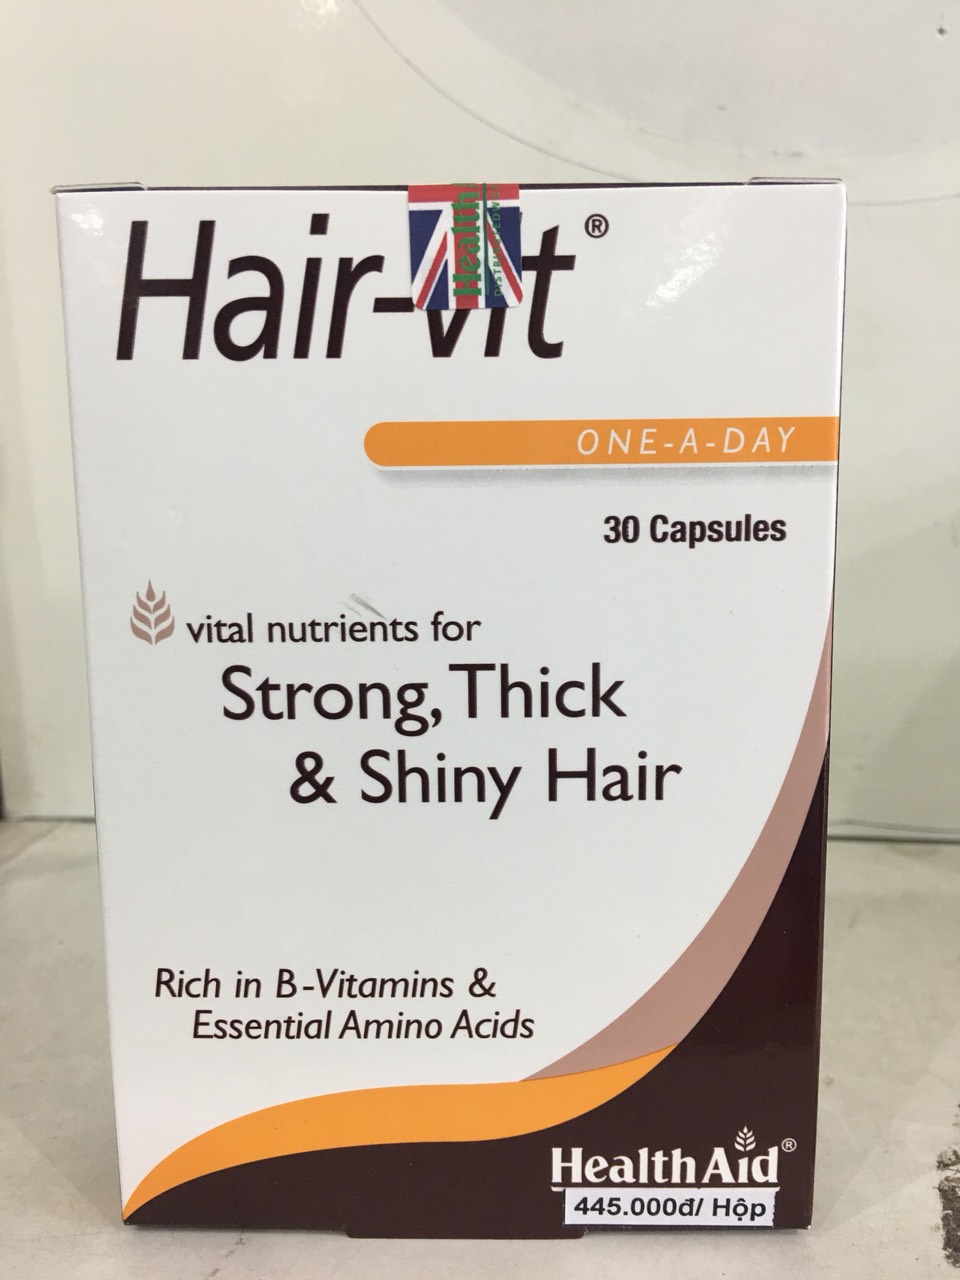 Hair-vit®
Health
ONE-A-DAY
30 Capsules
vital nutrients for
Strong, Thick
& Shiny Hair
Rich in B-Vitamins &
Essential Amino Acids
HealthAid®
445.000đ/ Hộp